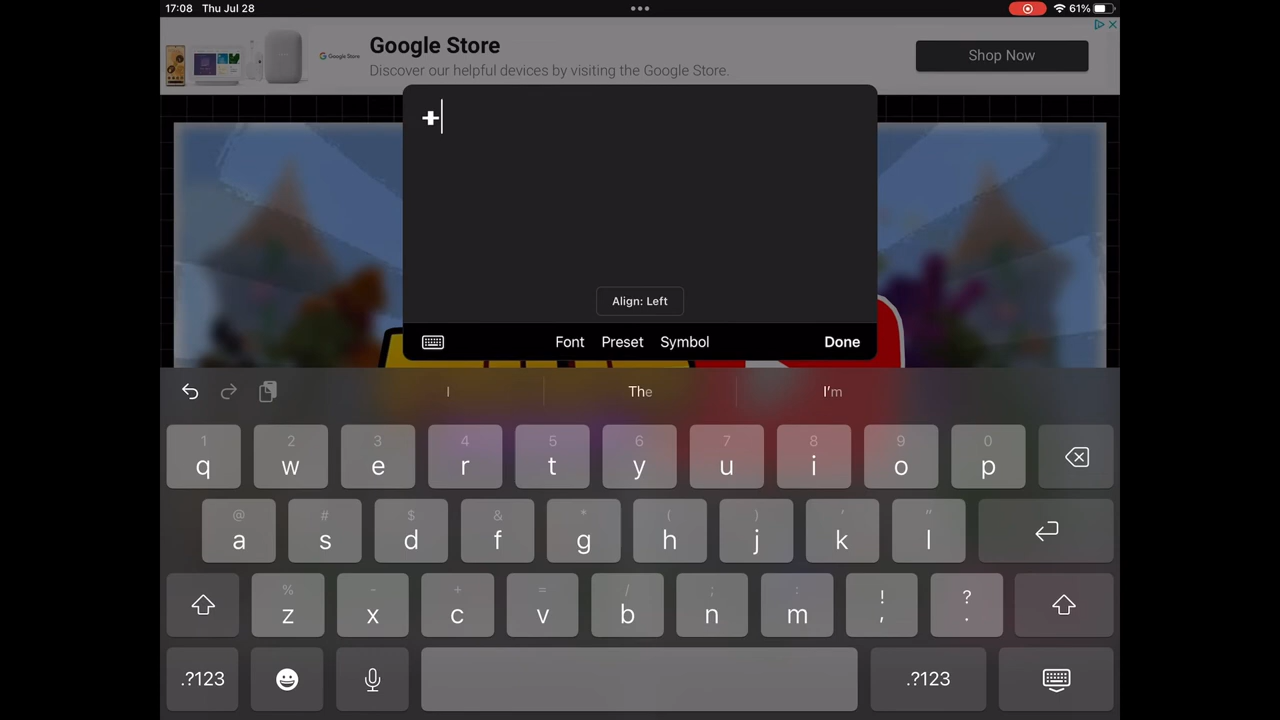 17:08 Thu Jul 28
61%
Google Store
Google Store
Discover our helpful devices by visiting the Google Store.
Shop Now
+
Align: Left
Font Preset Symbol Done
I The I'm
1 2 3 4 5 6 7 8 9 0
q w e r t y u i o p
@ # $ & * ( ) ' "
a s d f g h j k l
% - + = / ; : ! ?
z x c v b n m , .
.?123 .?123